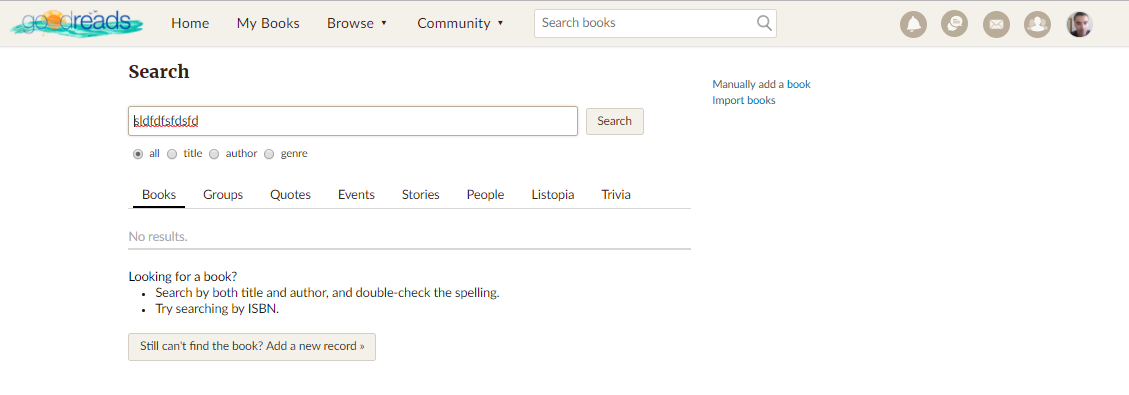 goodreads Home My Books Browse ▼ Community ▼ Search books
Search
Manually add a book
Import books
sldfdfsfdsfd Search
all title author genre
Books Groups Quotes Events Stories People Listopia Trivia
No results.
Looking for a book?
• Search by both title and author, and double-check the spelling.
• Try searching by ISBN.
Still can't find the book? Add a new record »